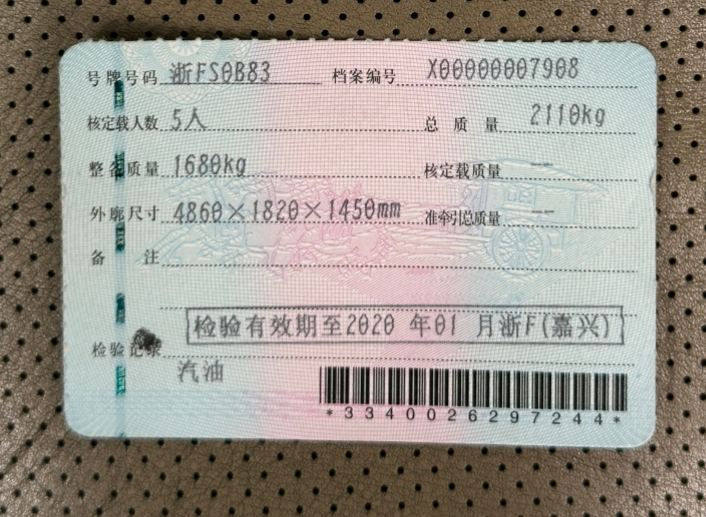 号牌号码 浙FS0B83 档案编号 X00000007908
核定载人数 5人 总质量 2110kg
整备质量 1680kg 核定载质量 --
外廓尺寸 4860×1820×1450mm 准牵引总质量 --
备注
检验有效期至2020 年01 月浙F(嘉兴)
检验记录
汽油
*3340026297244*